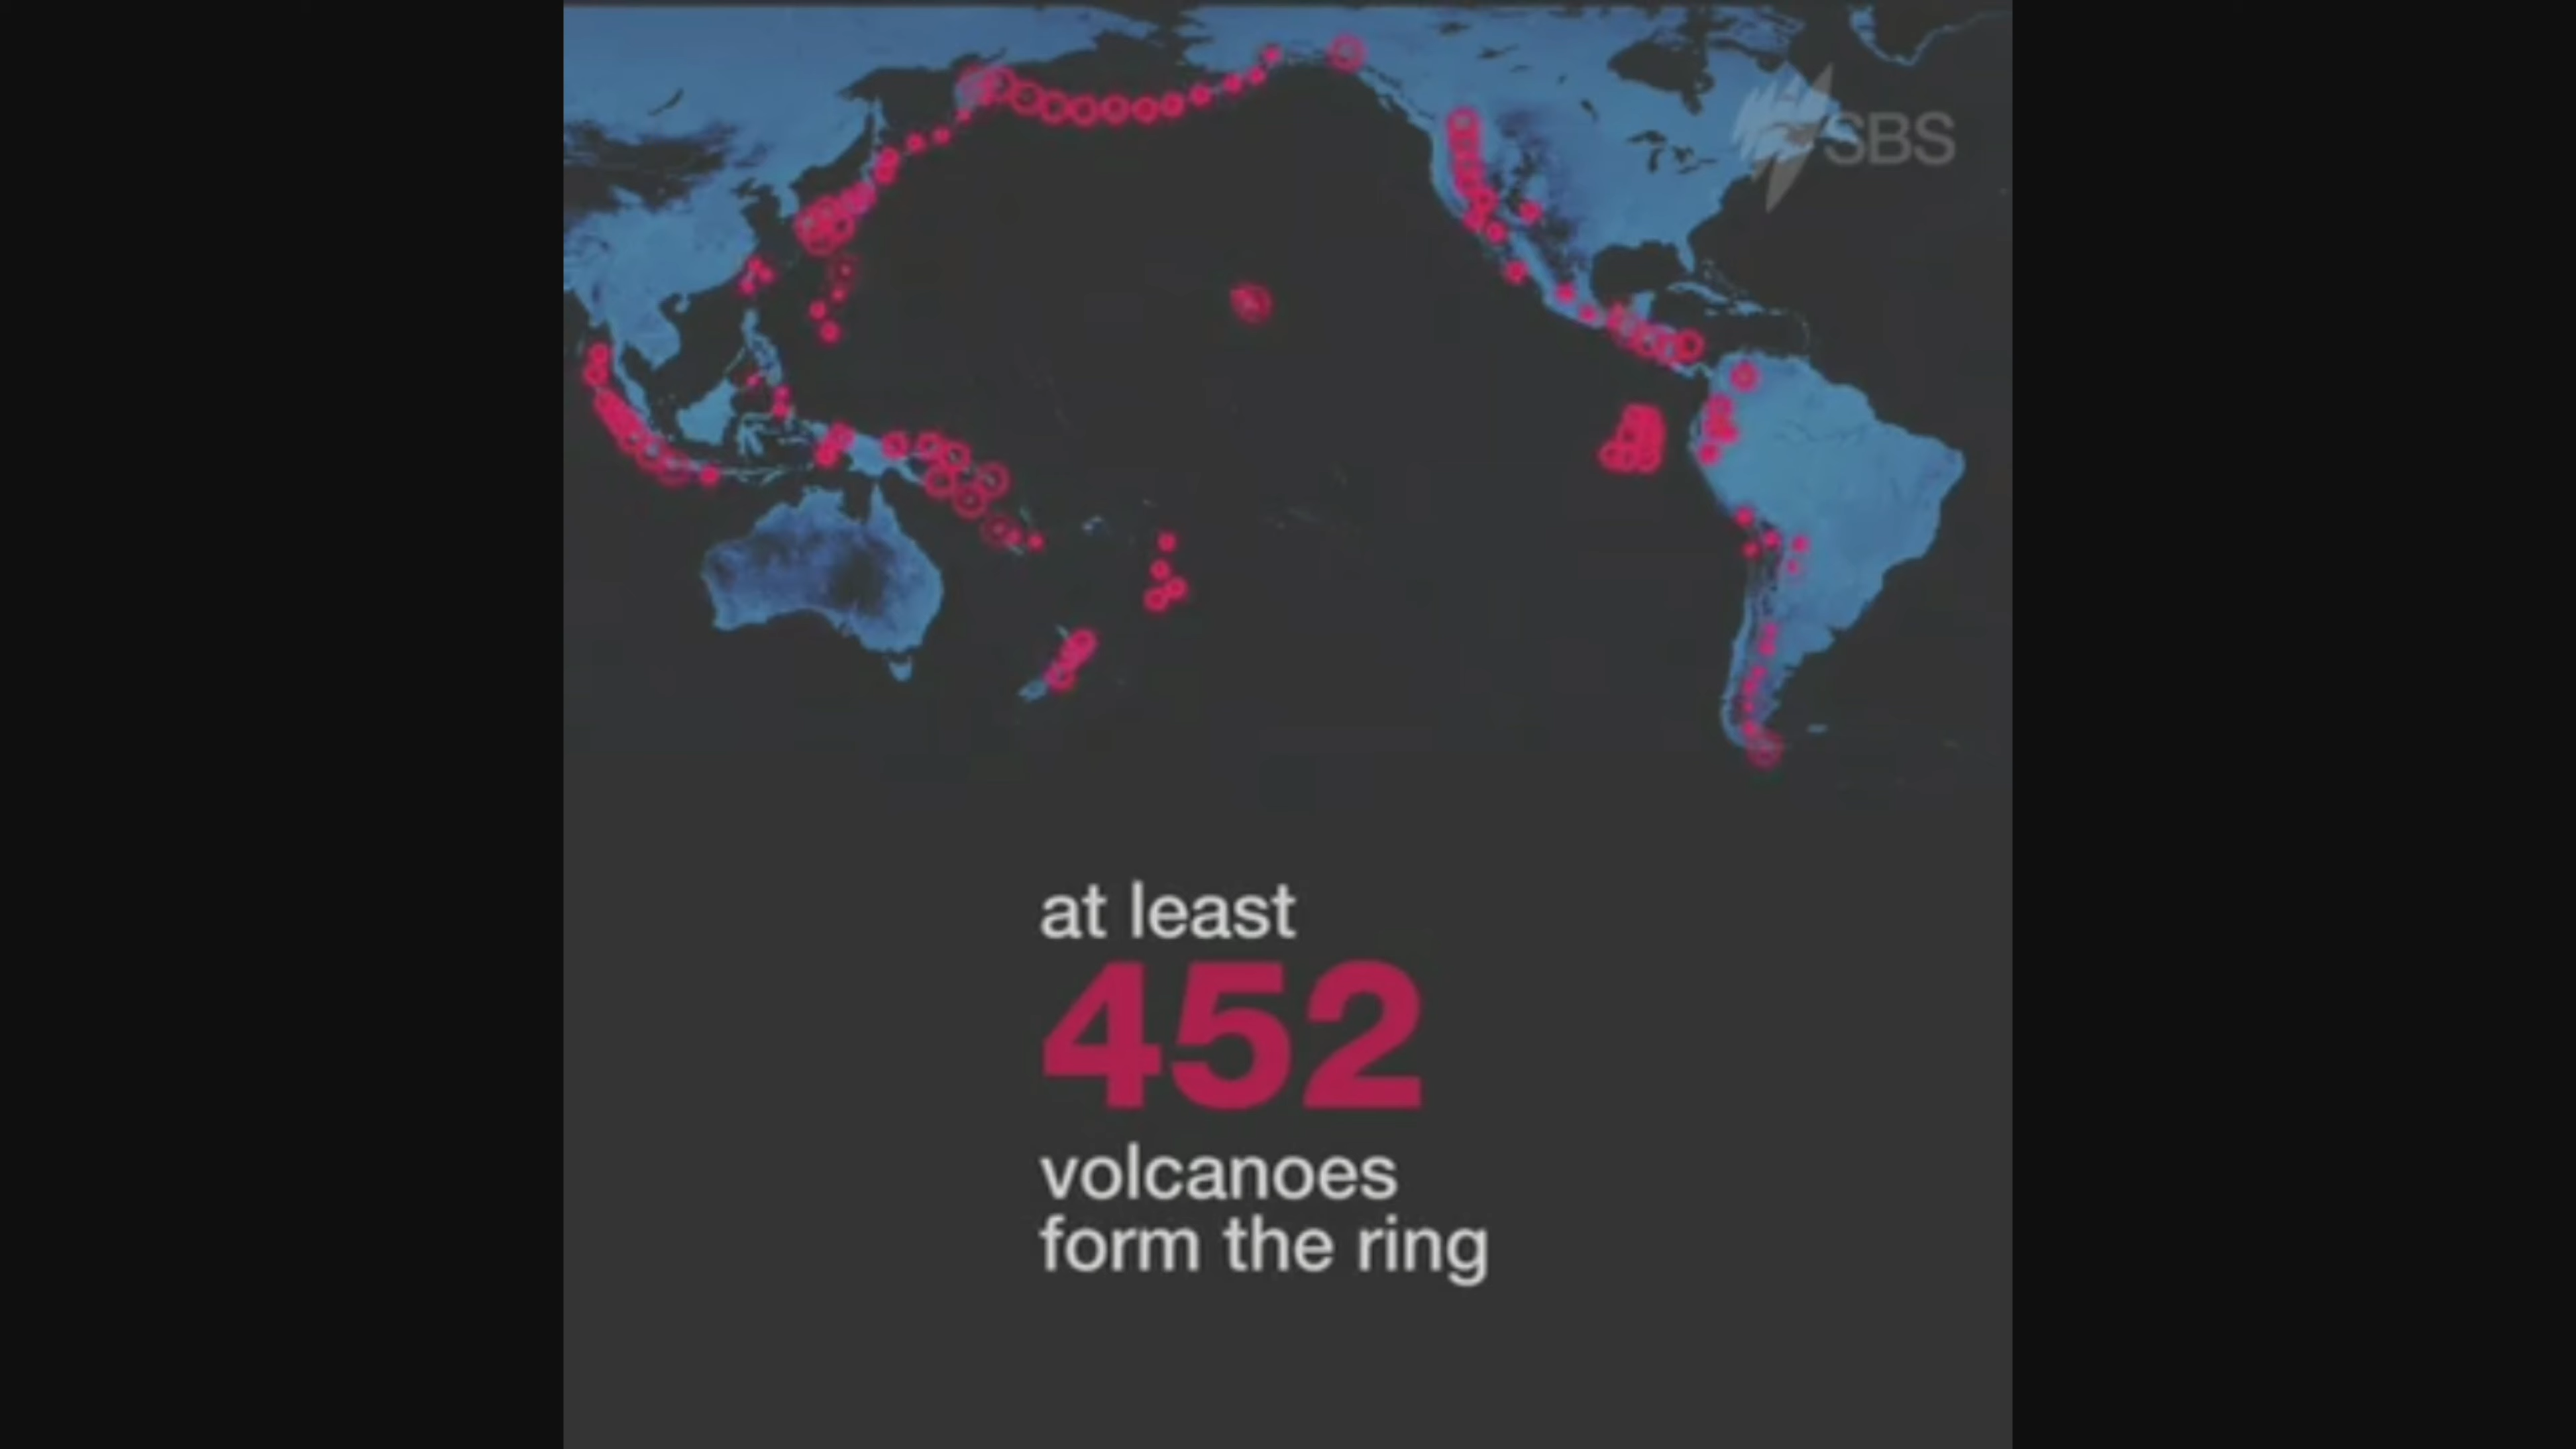 SBS
at least
452
volcanoes
form the ring